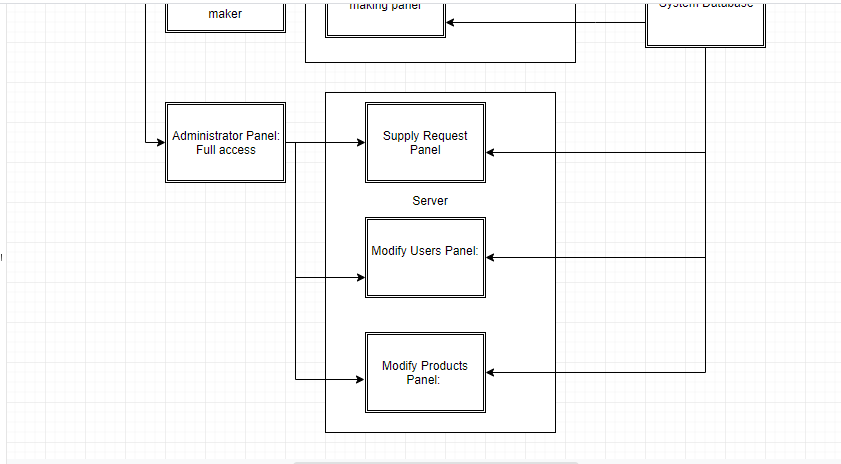 maker
making panel
System Database
Administrator Panel:
Full access
Supply Request
Panel
Server
Modify Users Panel:
Modify Products
Panel: